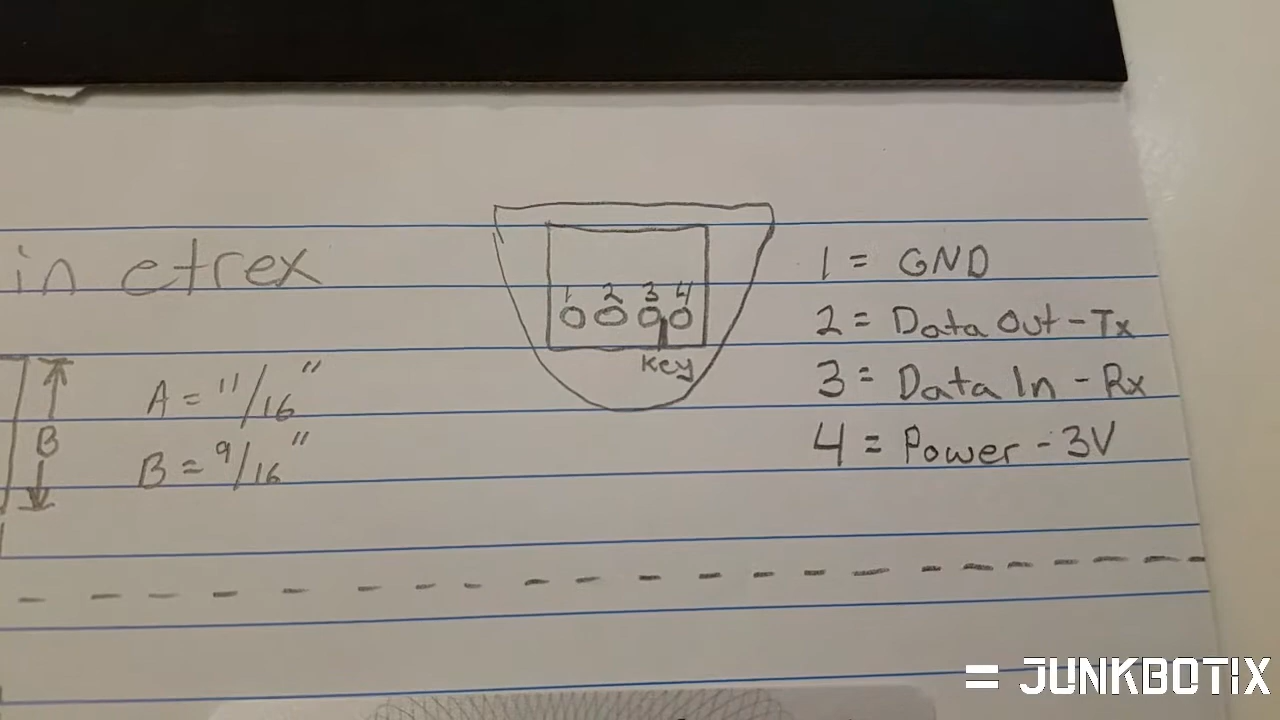 in etrex
1 2 3 4
Key
1 = GND
2 = Data Out - Tx
3 = Data In - Rx
4 = Power - 3V
B
A = 11/16"
B = 9/16"
= JUNKBOTIX